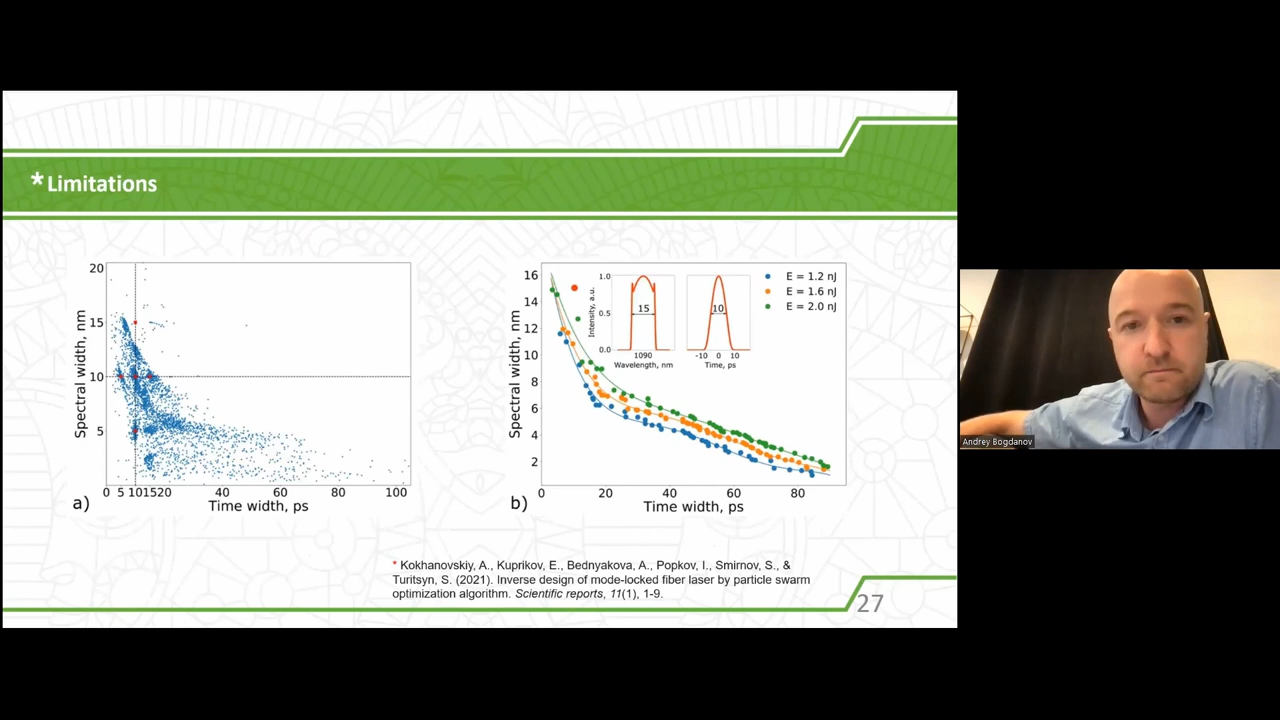 *Limitations
20
15
10
5
Spectral width, nm
0 5 101520 40 60 80 100
Time width, ps
a)
16
14
12
10
8
6
4
2
Spectral width, nm
0 20 40 60 80
Time width, ps
b)
1.0
0.5
0.0
Intensity, a.u.
15
1090
Wavelength, nm
10
-10 0 10
Time, ps
E = 1.2 nJ
E = 1.6 nJ
E = 2.0 nJ
* Kokhanovskiy, A., Kuprikov, E., Bednyakova, A., Popkov, I., Smirnov, S., &
Turitsyn, S. (2021). Inverse design of mode-locked fiber laser by particle swarm
optimization algorithm. Scientific reports, 11(1), 1-9.
27
Andrey Bogdanov